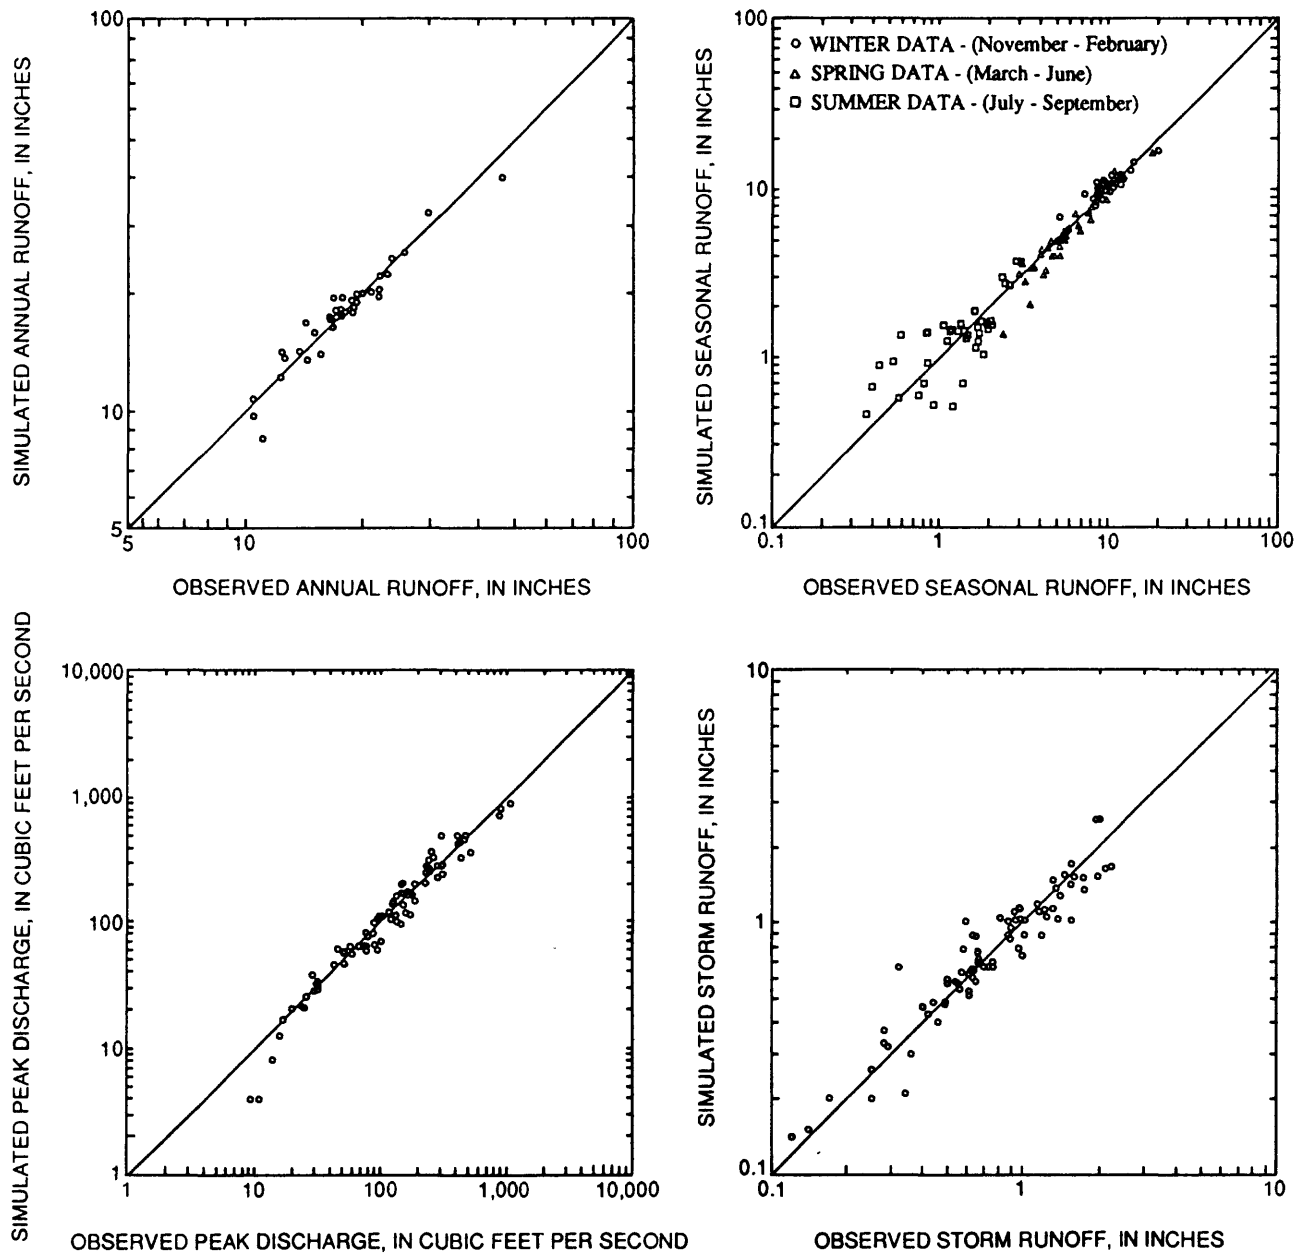 SIMULATED ANNUAL RUNOFF, IN INCHES
100
10
5
5
10
100
OBSERVED ANNUAL RUNOFF, IN INCHES
SIMULATED SEASONAL RUNOFF, IN INCHES
100
WINTER DATA - (November - February)
SPRING DATA - (March - June)
SUMMER DATA - (July - September)
10
1
0.1
0.1
1
10
100
OBSERVED SEASONAL RUNOFF, IN INCHES
SIMULATED PEAK DISCHARGE, IN CUBIC FEET PER SECOND
10,000
1,000
100
10
1
1
10
100
1,000
10,000
OBSERVED PEAK DISCHARGE, IN CUBIC FEET PER SECOND
SIMULATED STORM RUNOFF, IN INCHES
10
1
0.1
0.1
1
10
OBSERVED STORM RUNOFF, IN INCHES